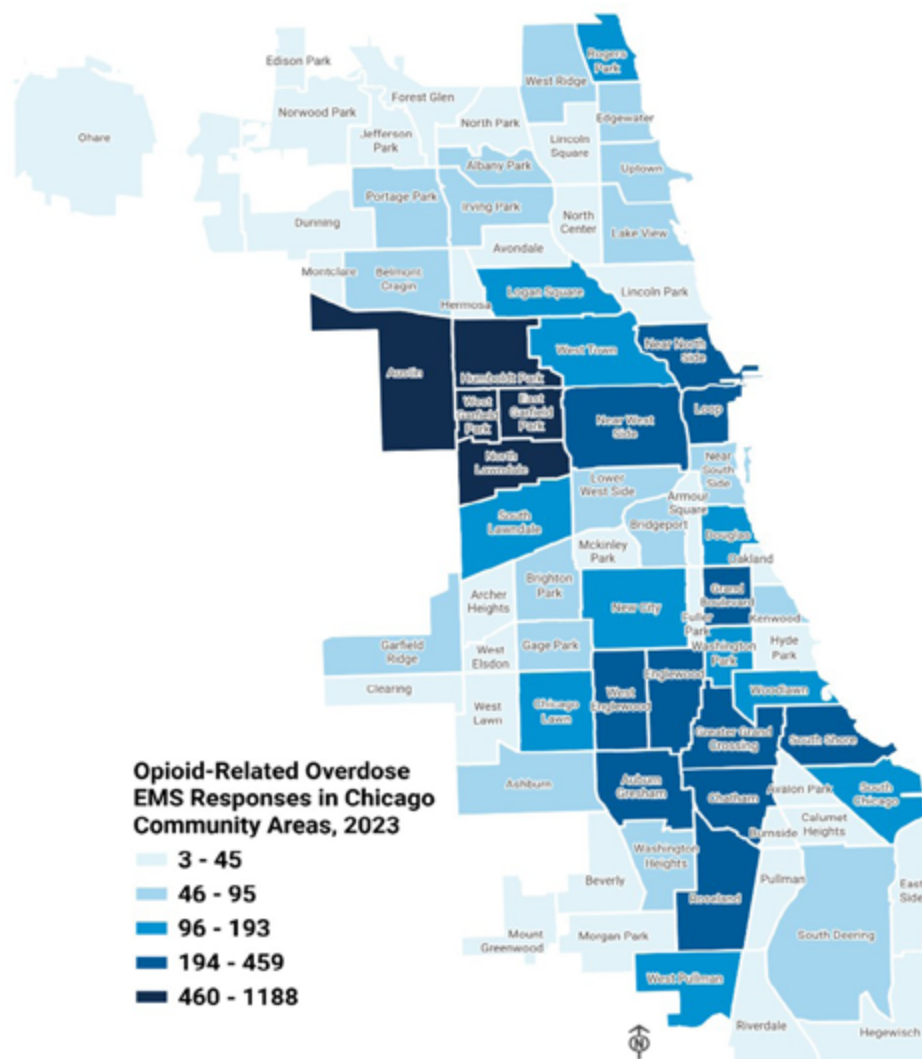 Rogers
Park
Edison Park
West Ridge
Forest Glen
Norwood Park
North Park
Edgewater
Ohare
Jefferson
Park
Lincoln
Square
Albany Park
Uptown
Portage Park
Irving Park
North
Center
Dunning
Lake View
Avondale
Montclare
Belmont
Cragin
Logan Square
Lincoln Park
Hermosa
Near North
Side
West Town
Austin
Humboldt Park
West
Garfield
Park
East
Garfield
Park
Loop
Near West
Side
North
Lawndale
Near
South
Side
Lower
West Side
Armour
Square
South
Lawndale
Bridgeport
Douglas
Mckinley
Park
Oakland
Brighton
Park
Archer
Heights
New City
Grand
Boulevard
Fuller
Park
Kenwood
Garfield
Ridge
West
Elsdon
Gage Park
Washington
Park
Hyde
Park
Clearing
Englewood
Woodlawn
West
Lawn
Chicago
Lawn
West
Englewood
Greater Grand
Crossing
South Shore
Ashburn
Auburn
Gresham
Chatham
Avalon Park
South
Chicago
Calumet
Heights
Burnside
Washington
Heights
Beverly
Pullman
East
Side
Roseland
Mount
Greenwood
Morgan Park
South Deering
West Pullman
Riverdale
Hegewisch
Opioid-Related Overdose
EMS Responses in Chicago
Community Areas, 2023
3 - 45
46 - 95
96 - 193
194 - 459
460 - 1188
N